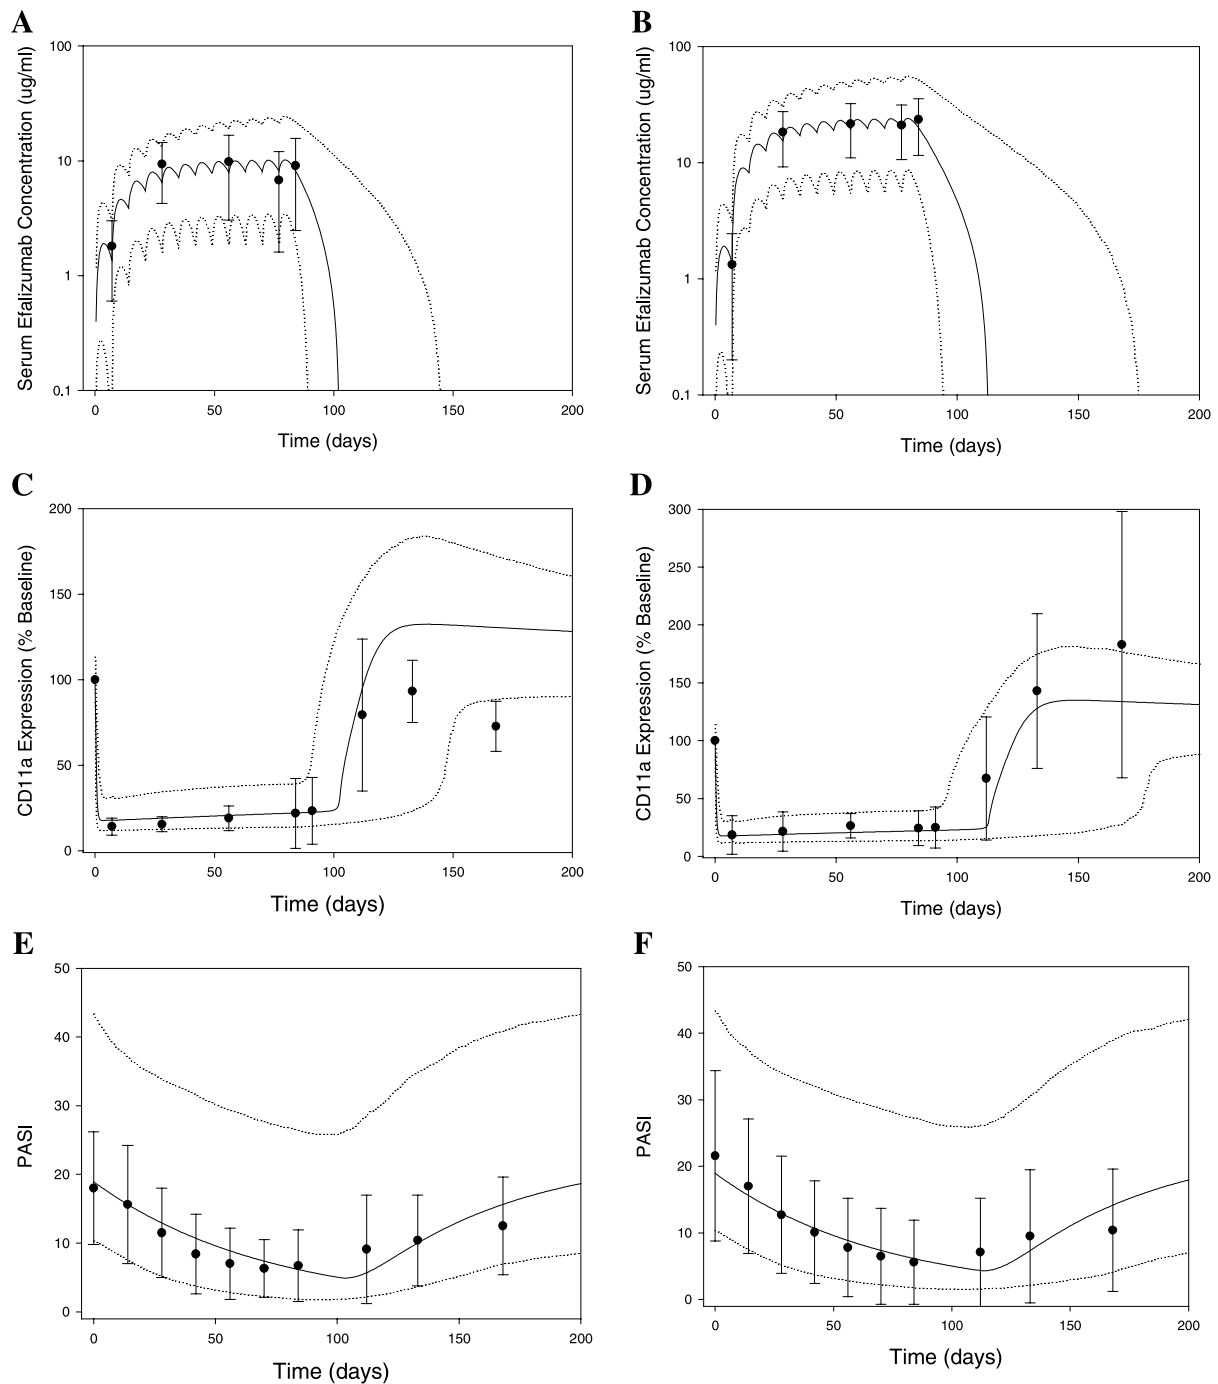 A
Serum Efalizumab Concentration (ug/ml)
100
10
1
0.1
0 50 100 150 200
Time (days)
B
Serum Efalizumab Concentration (ug/ml)
100
10
1
0.1
0 50 100 150 200
Time (days)
C
CD11a Expression (% Baseline)
200
150
100
50
0
0 50 100 150 200
Time (days)
D
CD11a Expression (% Baseline)
300
250
200
150
100
50
0
0 50 100 150 200
Time (days)
E
PASI
50
40
30
20
10
0
0 50 100 150 200
Time (days)
F
PASI
50
40
30
20
10
0
0 50 100 150 200
Time (days)